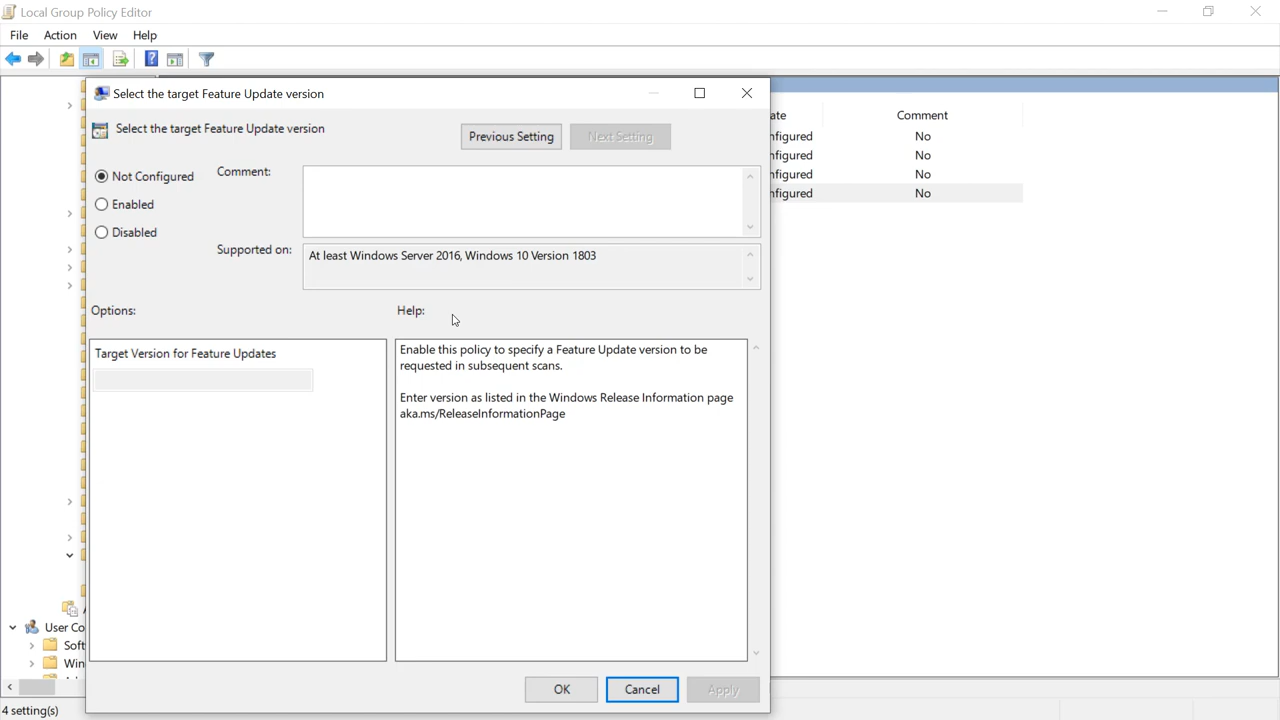 Local Group Policy Editor
File Action View Help
Select the target Feature Update version
Select the target Feature Update version
Previous Setting Next Setting
Not Configured
Enabled
Disabled
Comment:
Supported on:
At least Windows Server 2016, Windows 10 Version 1803
Options:
Help:
Target Version for Feature Updates
Enable this policy to specify a Feature Update version to be
requested in subsequent scans.
Enter version as listed in the Windows Release Information page
aka.ms/ReleaseInformationPage
OK Cancel Apply
ate Comment
nfigured No
nfigured No
nfigured No
nfigured No
User Co
Soft
Win
4 setting(s)